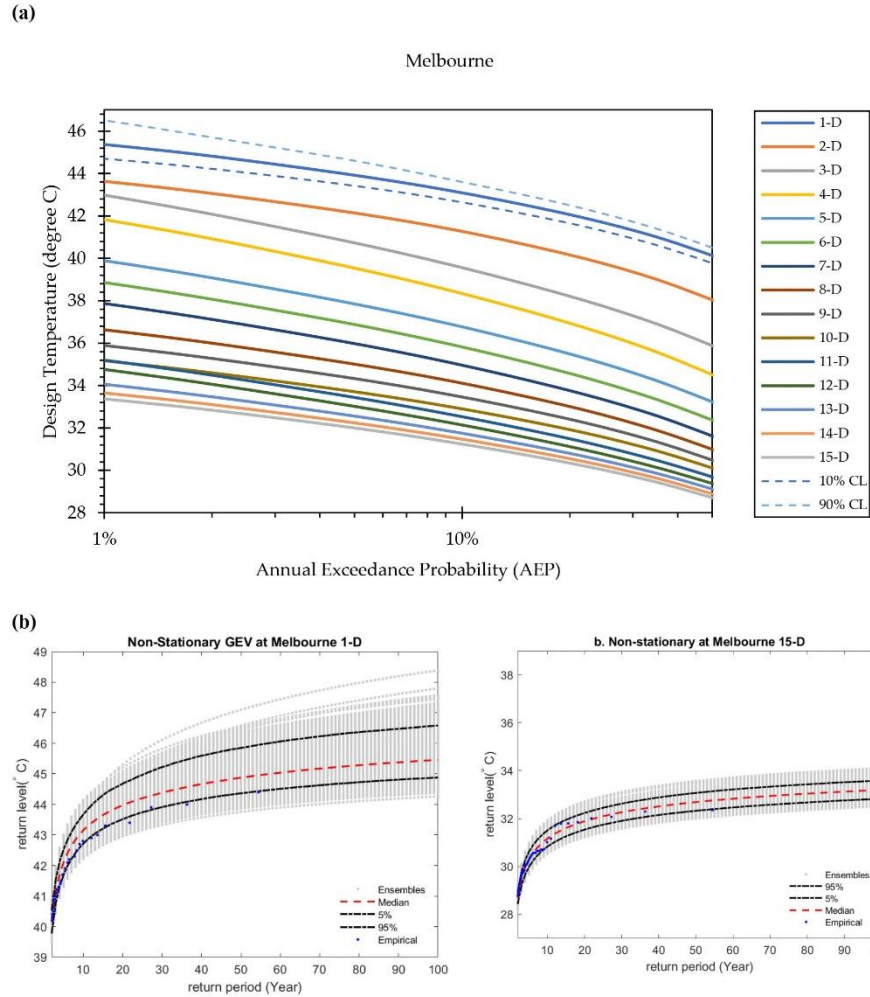 (a)
Melbourne
46
44
42
40
38
36
34
32
30
28
Design Temperature (degree C)
1%
10%
Annual Exceedance Probability (AEP)
1-D
2-D
3-D
4-D
5-D
6-D
7-D
8-D
9-D
10-D
11-D
12-D
13-D
14-D
15-D
10% CL
90% CL
(b)
Non-Stationary GEV at Melbourne 1-D
49
48
47
46
45
44
43
42
41
40
39
return level(° C)
10 20 30 40 50 60 70 80 90 100
return period (Year)
Ensembles
Median
5%
95%
Empirical
b. Non-stationary at Melbourne 15-D
38
36
34
32
30
28
return level(° C)
10 20 30 40 50 60 70 80 90
return period (Year)
Ensembles
95%
5%
Median
Empirical